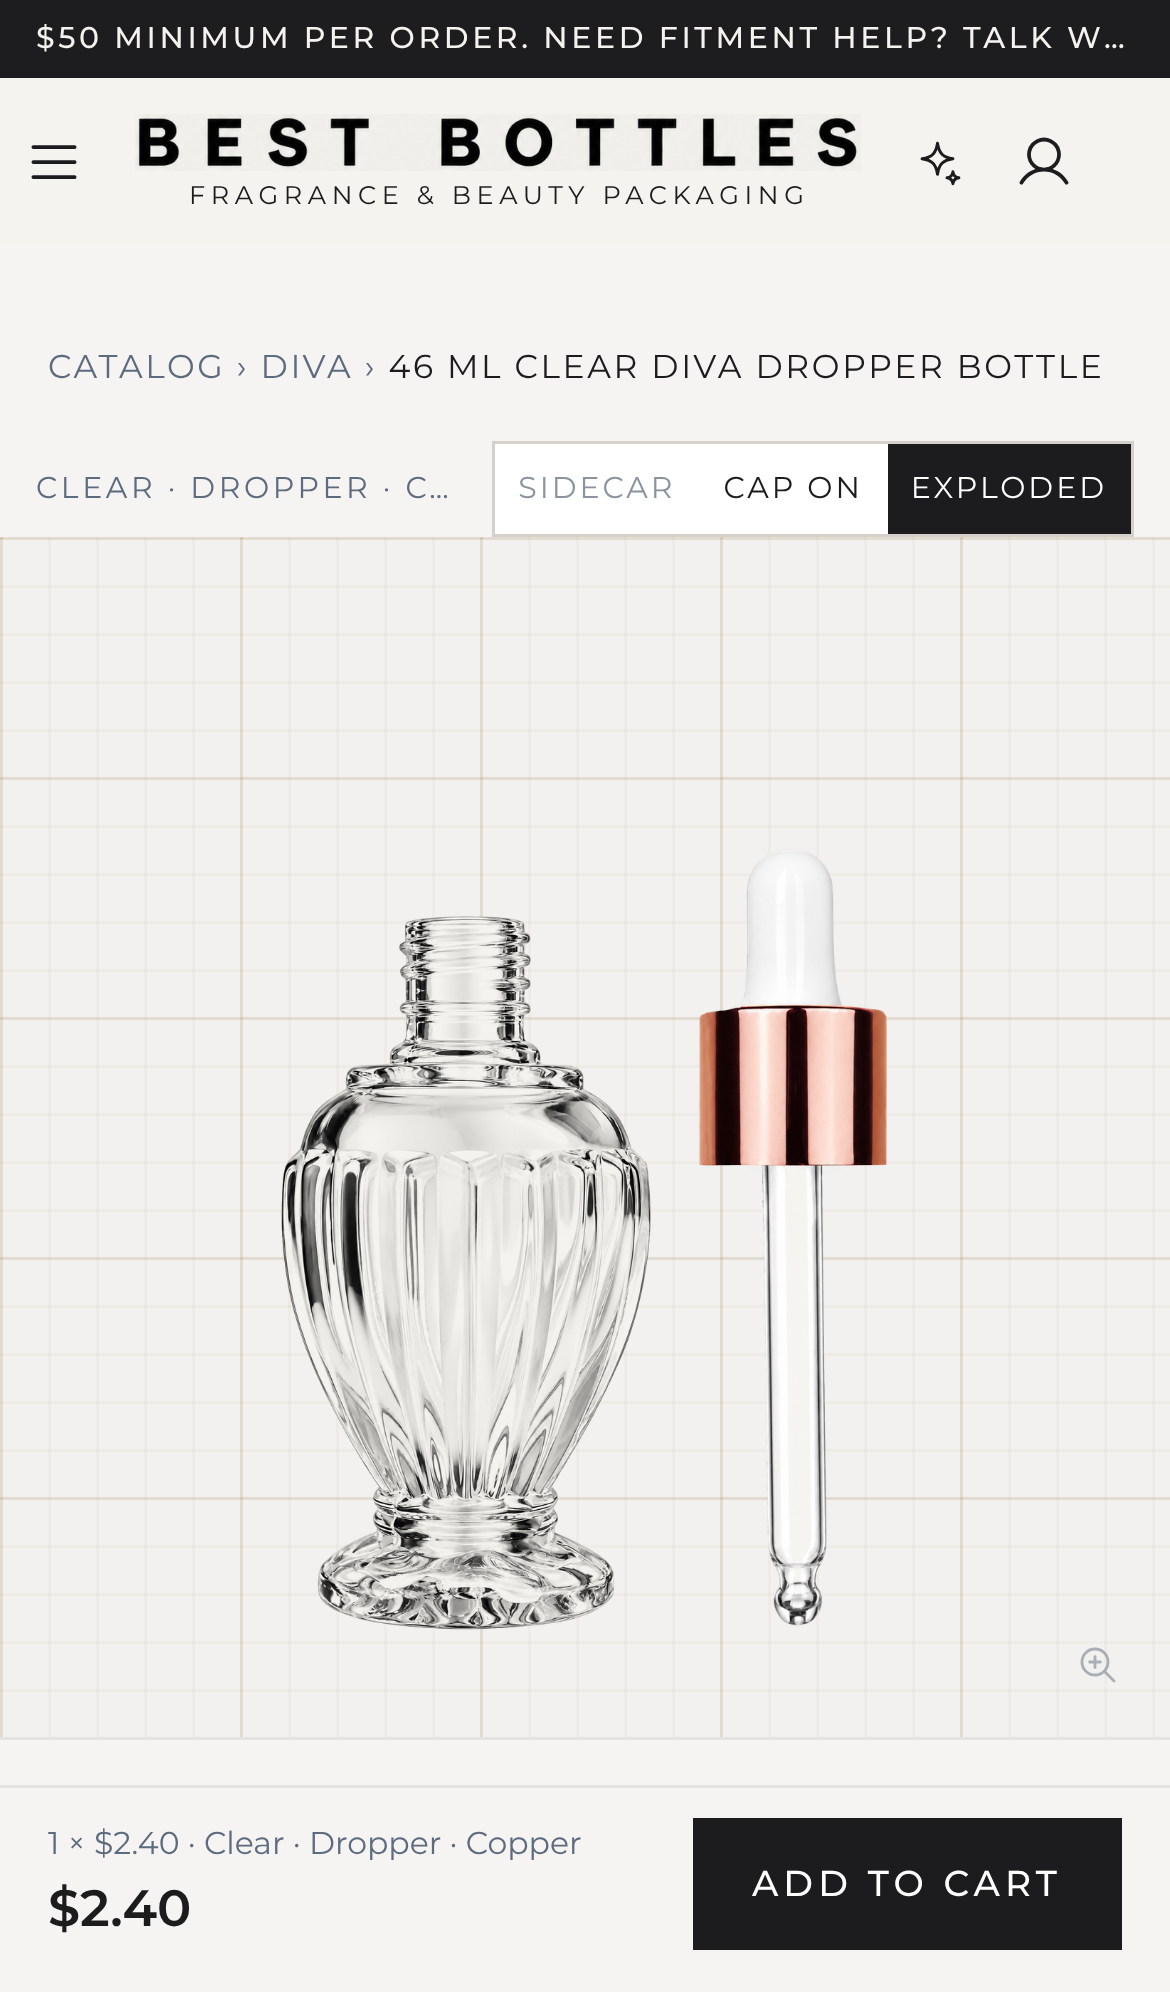 $50 MINIMUM PER ORDER. NEED FITMENT HELP? TALK W…
BEST BOTTLES
FRAGRANCE & BEAUTY PACKAGING
CATALOG › DIVA › 46 ML CLEAR DIVA DROPPER BOTTLE
CLEAR · DROPPER · C… SIDECAR CAP ON EXPLODED
1 × $2.40 · Clear · Dropper · Copper
$2.40
ADD TO CART